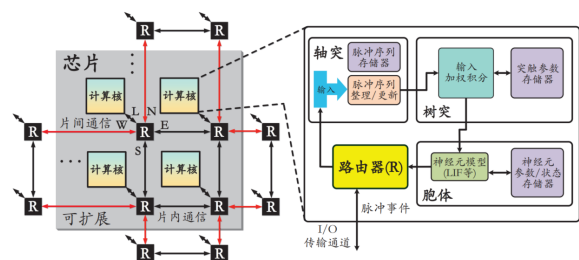 R
R
R
R
R
R
R
R
R
R
R
R
芯片
计算核
计算核
计算核
计算核
L
N
W
E
S
片间通信
片内通信
可扩展
轴突
脉冲序列
存储器
输入
脉冲序列
整理/更新
输入
加权积分
突触参数
存储器
树突
路由器(R)
神经元模型
(LIF等)
神经元
参数/状态
存储器
胞体
脉冲事件
I/O
传输通道